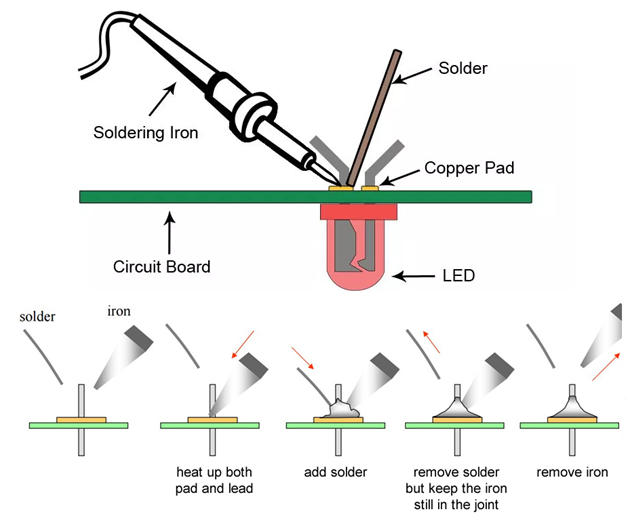 Solder
Soldering Iron
Copper Pad
Circuit Board
LED
solder
iron
heat up both
pad and lead
add solder
remove solder
but keep the iron
still in the joint
remove iron